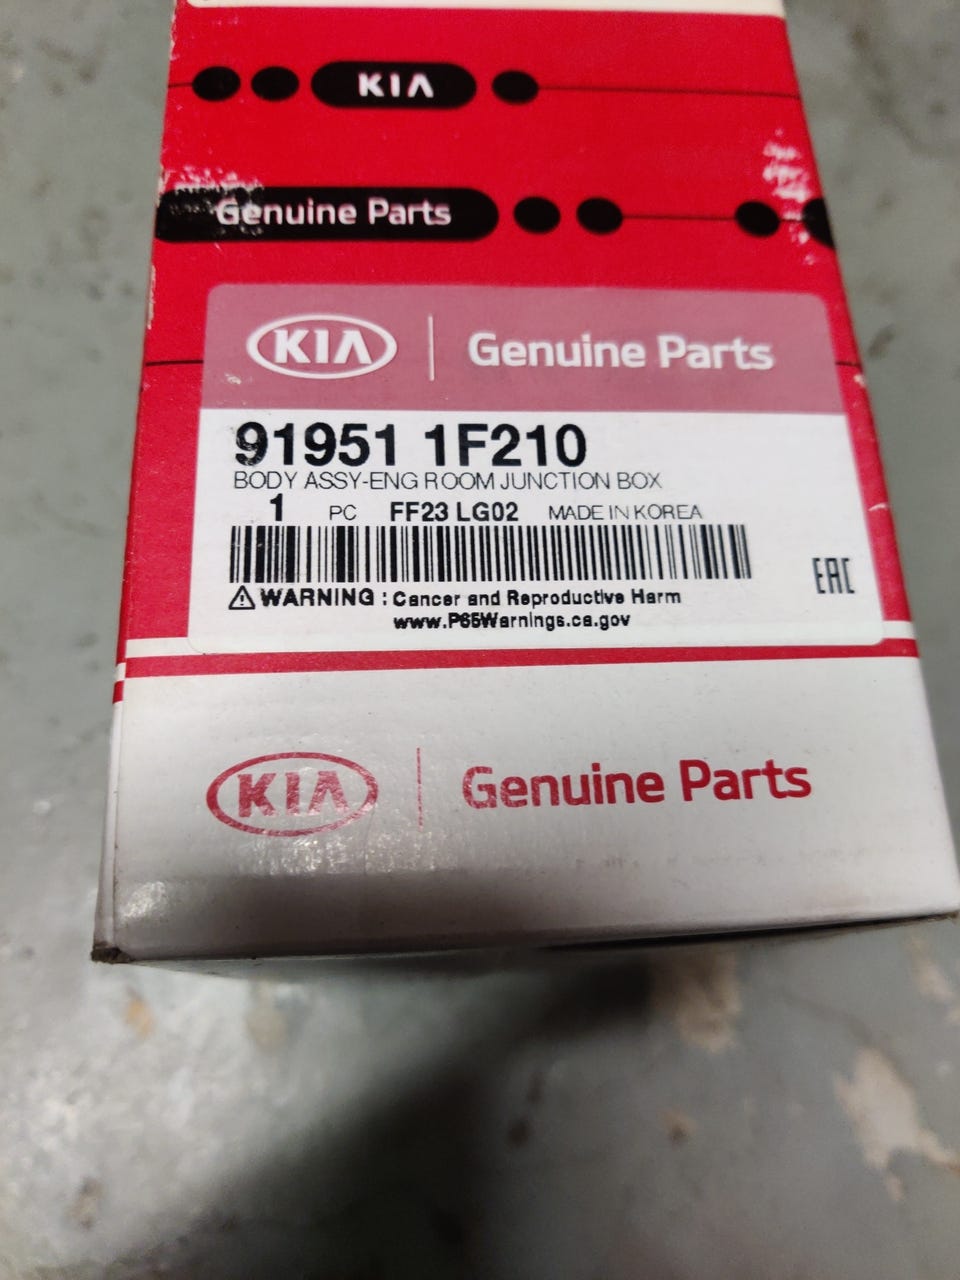 KIA
Genuine Parts
KIA Genuine Parts
91951 1F210
BODY ASSY-ENG ROOM JUNCTION BOX
1 PC FF23 LG02 MADE IN KOREA
EAC
WARNING : Cancer and Reproductive Harm
www.P65Warnings.ca.gov
KIA Genuine Parts